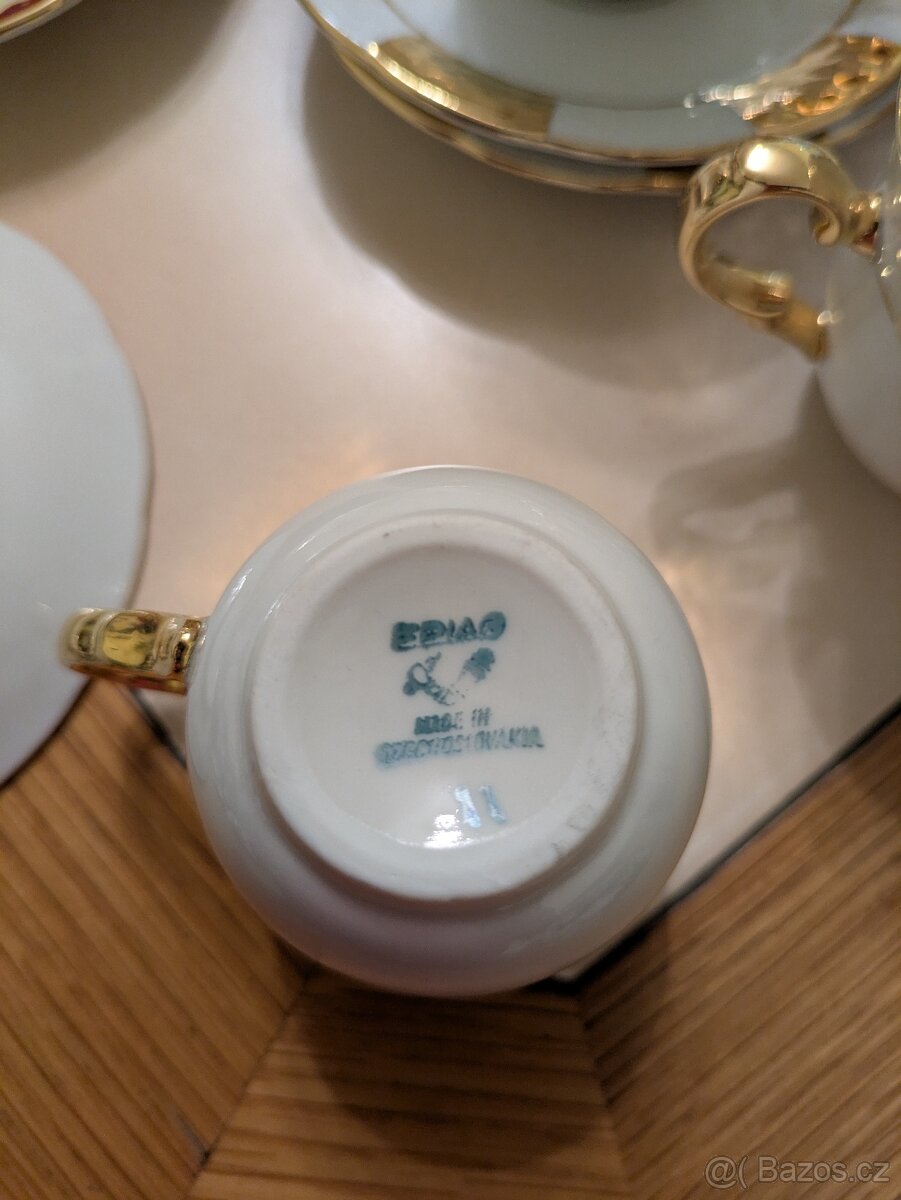 EPIAG
MADE IN
CZECHOSLOVAKIA
@( Bazos.cz